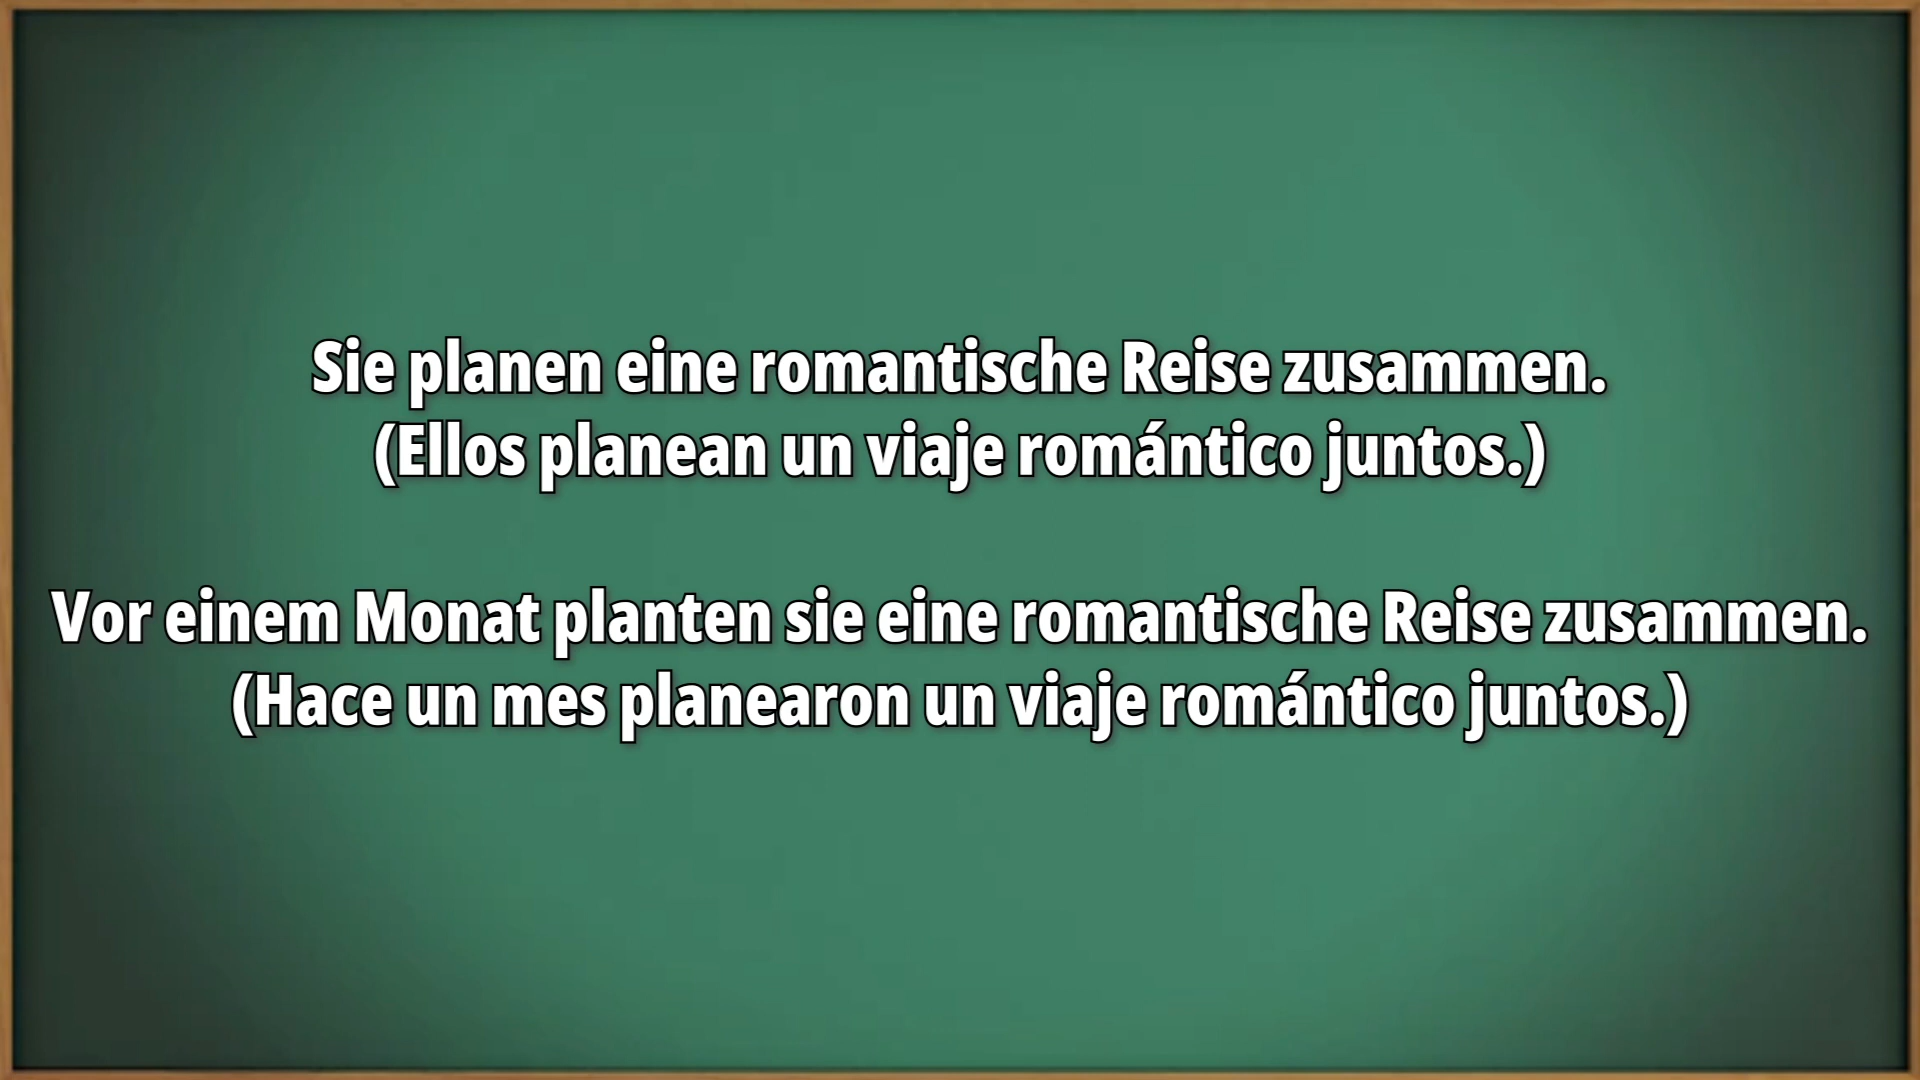 Sie planen eine romantische Reise zusammen.
(Ellos planean un viaje romántico juntos.)
Vor einem Monat planten sie eine romantische Reise zusammen.
(Hace un mes planearon un viaje romántico juntos.)